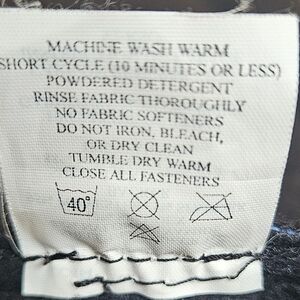 MACHINE WASH WARM
SHORT CYCLE (10 MINUTES OR LESS)
POWDERED DETERGENT
RINSE FABRIC THOROUGHLY
NO FABRIC SOFTENERS
DO NOT IRON, BLEACH,
OR DRY CLEAN
TUMBLE DRY WARM
CLOSE ALL FASTENERS
40°